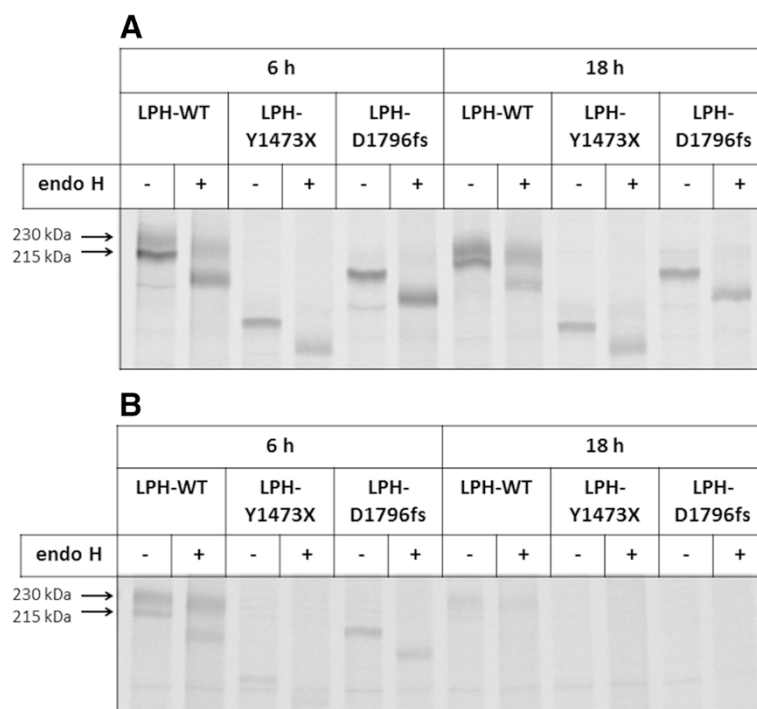 A
6 h 18 h
LPH-WT LPH-Y1473X LPH-D1796fs LPH-WT LPH-Y1473X LPH-D1796fs
endo H - + - + - + - + - + - +
230 kDa
215 kDa
B
6 h 18 h
LPH-WT LPH-Y1473X LPH-D1796fs LPH-WT LPH-Y1473X LPH-D1796fs
endo H - + - + - + - + - + - +
230 kDa
215 kDa